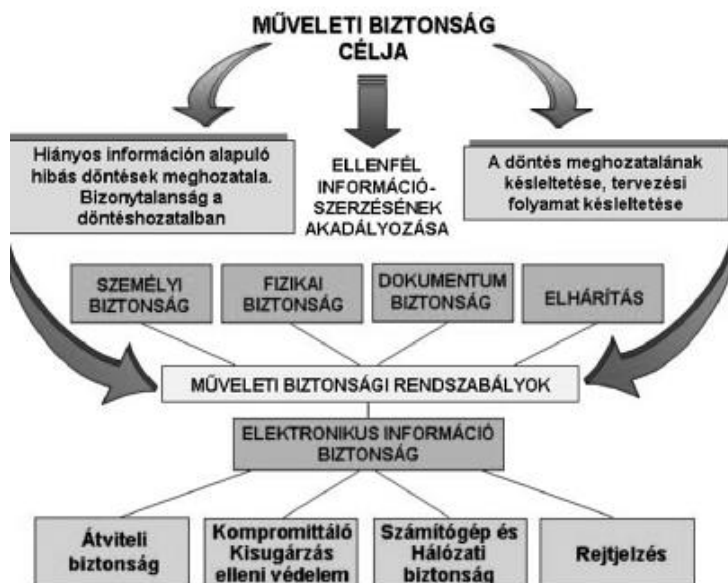 MŰVELETI BIZTONSÁG
CÉLJA
Hiányos információn alapuló
hibás döntések meghozatala.
Bizonytalanság a
döntéshozatalban
ELLENFÉL
INFORMÁCIÓ-
SZERZÉSÉNEK
AKADÁLYOZÁSA
A döntés meghozatalának
késleltetése, tervezési
folyamat késleltetése
SZEMÉLYI
BIZTONSÁG
FIZIKAI
BIZTONSÁG
DOKUMENTUM
BIZTONSÁG
ELHÁRÍTÁS
MŰVELETI BIZTONSÁGI RENDSZABÁLYOK
ELEKTRONIKUS INFORMÁCIÓ
BIZTONSÁG
Átviteli
biztonság
Kompromittáló
Kisugárzás
elleni védelem
Számítógép és
Hálózati
biztonság
Rejtjelzés